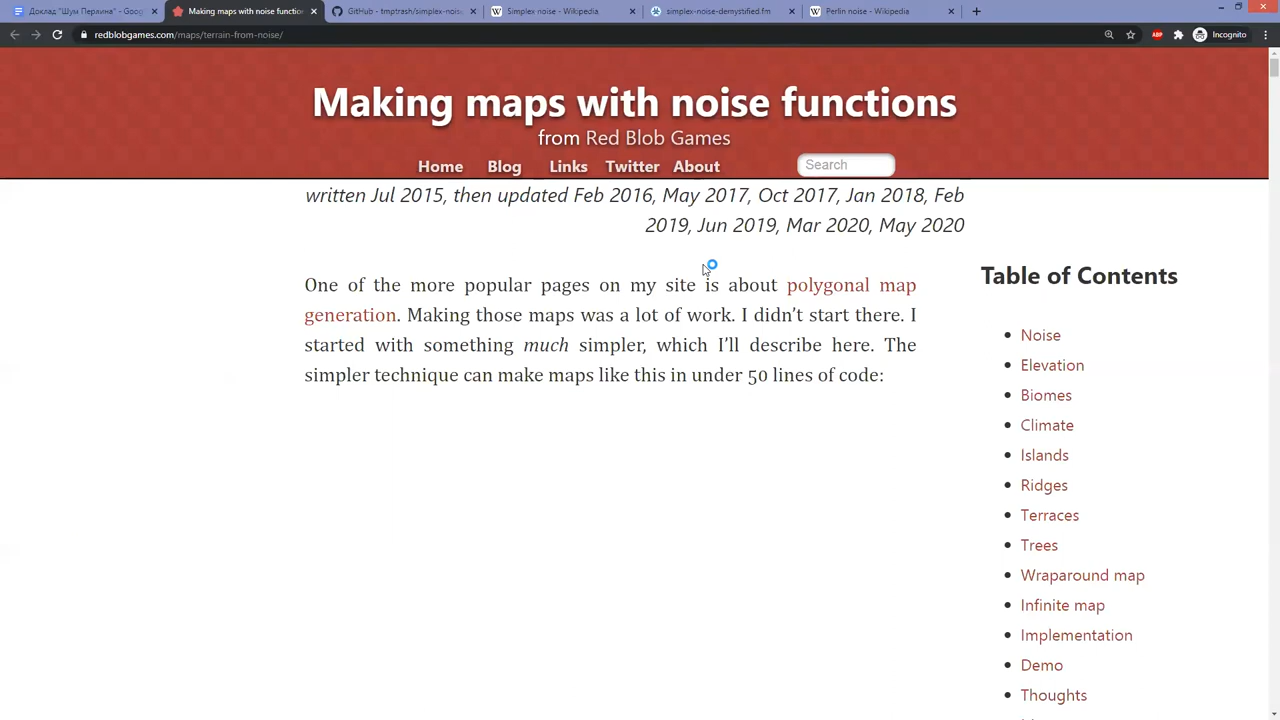 Доклад "Шум Перлина" - Goog
Making maps with noise functio
GitHub - tmptrash/simplex-nois
Simplex noise - Wikipedia
simplex-noise-demystified.fm
Perlin noise - Wikipedia
redblobgames.com/maps/terrain-from-noise/
ABP
Incognito
Making maps with noise functions
from Red Blob Games
Home Blog Links Twitter About Search
written Jul 2015, then updated Feb 2016, May 2017, Oct 2017, Jan 2018, Feb
2019, Jun 2019, Mar 2020, May 2020
One of the more popular pages on my site is about polygonal map
generation. Making those maps was a lot of work. I didn't start there. I
started with something much simpler, which I'll describe here. The
simpler technique can make maps like this in under 50 lines of code:
Table of Contents
Noise
Elevation
Biomes
Climate
Islands
Ridges
Terraces
Trees
Wraparound map
Infinite map
Implementation
Demo
Thoughts